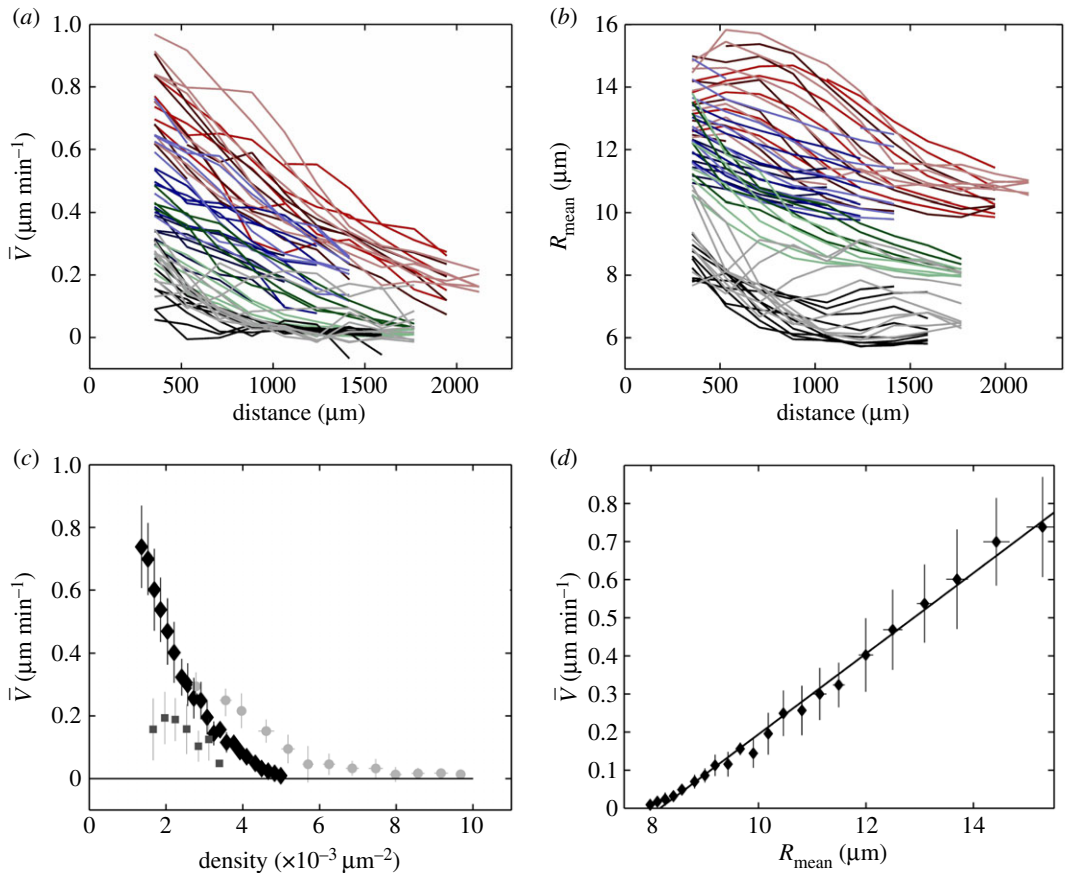 (a)
1.0
0.8
0.6
0.4
0.2
0
V̄ (µm min⁻¹)
0 500 1000 1500 2000
distance (µm)
(b)
16
14
12
10
8
6
R_mean (µm)
0 500 1000 1500 2000
distance (µm)
(c)
1.0
0.8
0.6
0.4
0.2
0
V̄ (µm min⁻¹)
0 2 4 6 8 10
density (×10⁻³ µm⁻²)
(d)
0.8
0.7
0.6
0.5
0.4
0.3
0.2
0.1
0
V̄ (µm min⁻¹)
8 10 12 14
R_mean (µm)